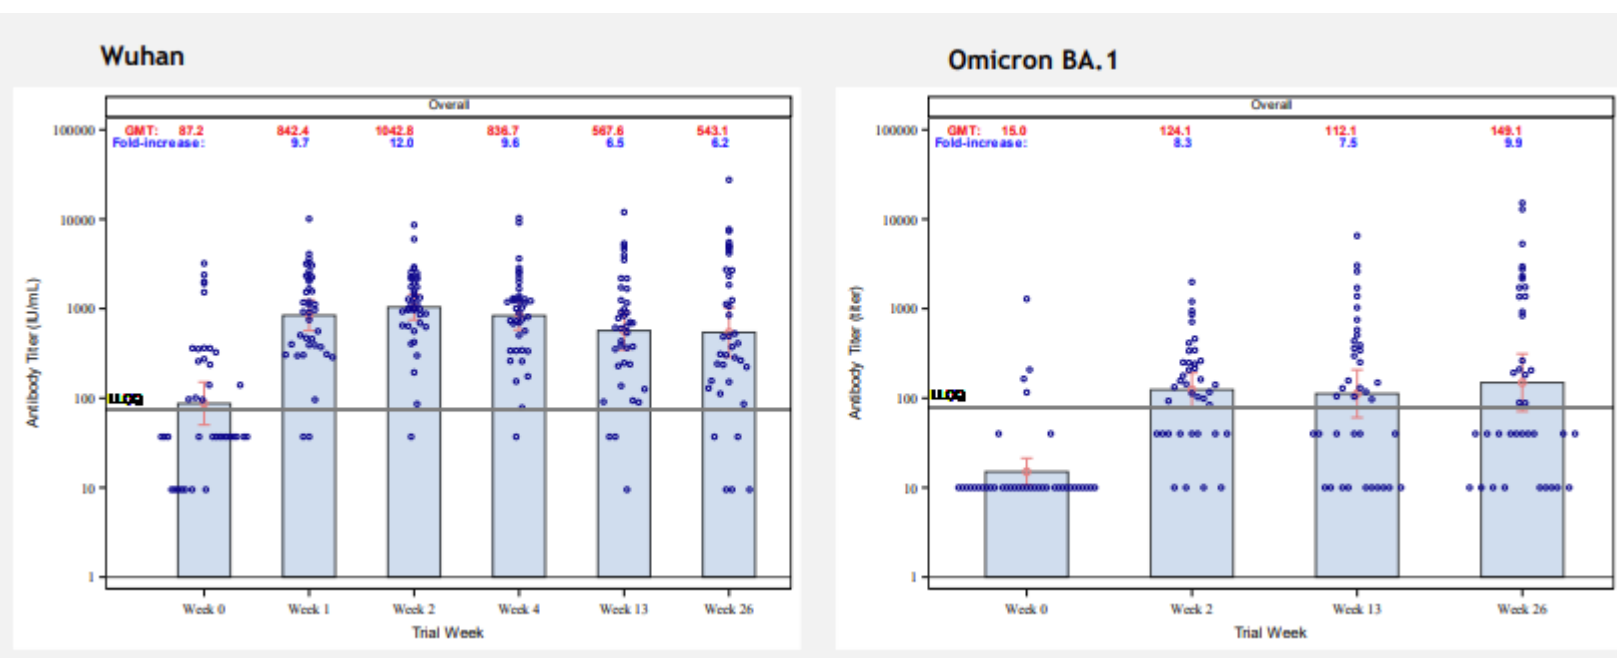 Wuhan
Overall
GMT: 87.2 842.4 1042.8 836.7 567.6 543.1
Fold-increase: 9.7 12.0 9.6 6.5 6.2
100000
10000
1000
100
10
1
LLOQ
Antibody Titer (IU/mL)
Week 0 Week 1 Week 2 Week 4 Week 13 Week 26
Trial Week
Omicron BA.1
Overall
GMT: 15.0 124.1 112.1 149.1
Fold-increase: 8.3 7.5 9.9
100000
10000
1000
100
10
1
LLOQ
Antibody Titer (titer)
Week 0 Week 2 Week 13 Week 26
Trial Week